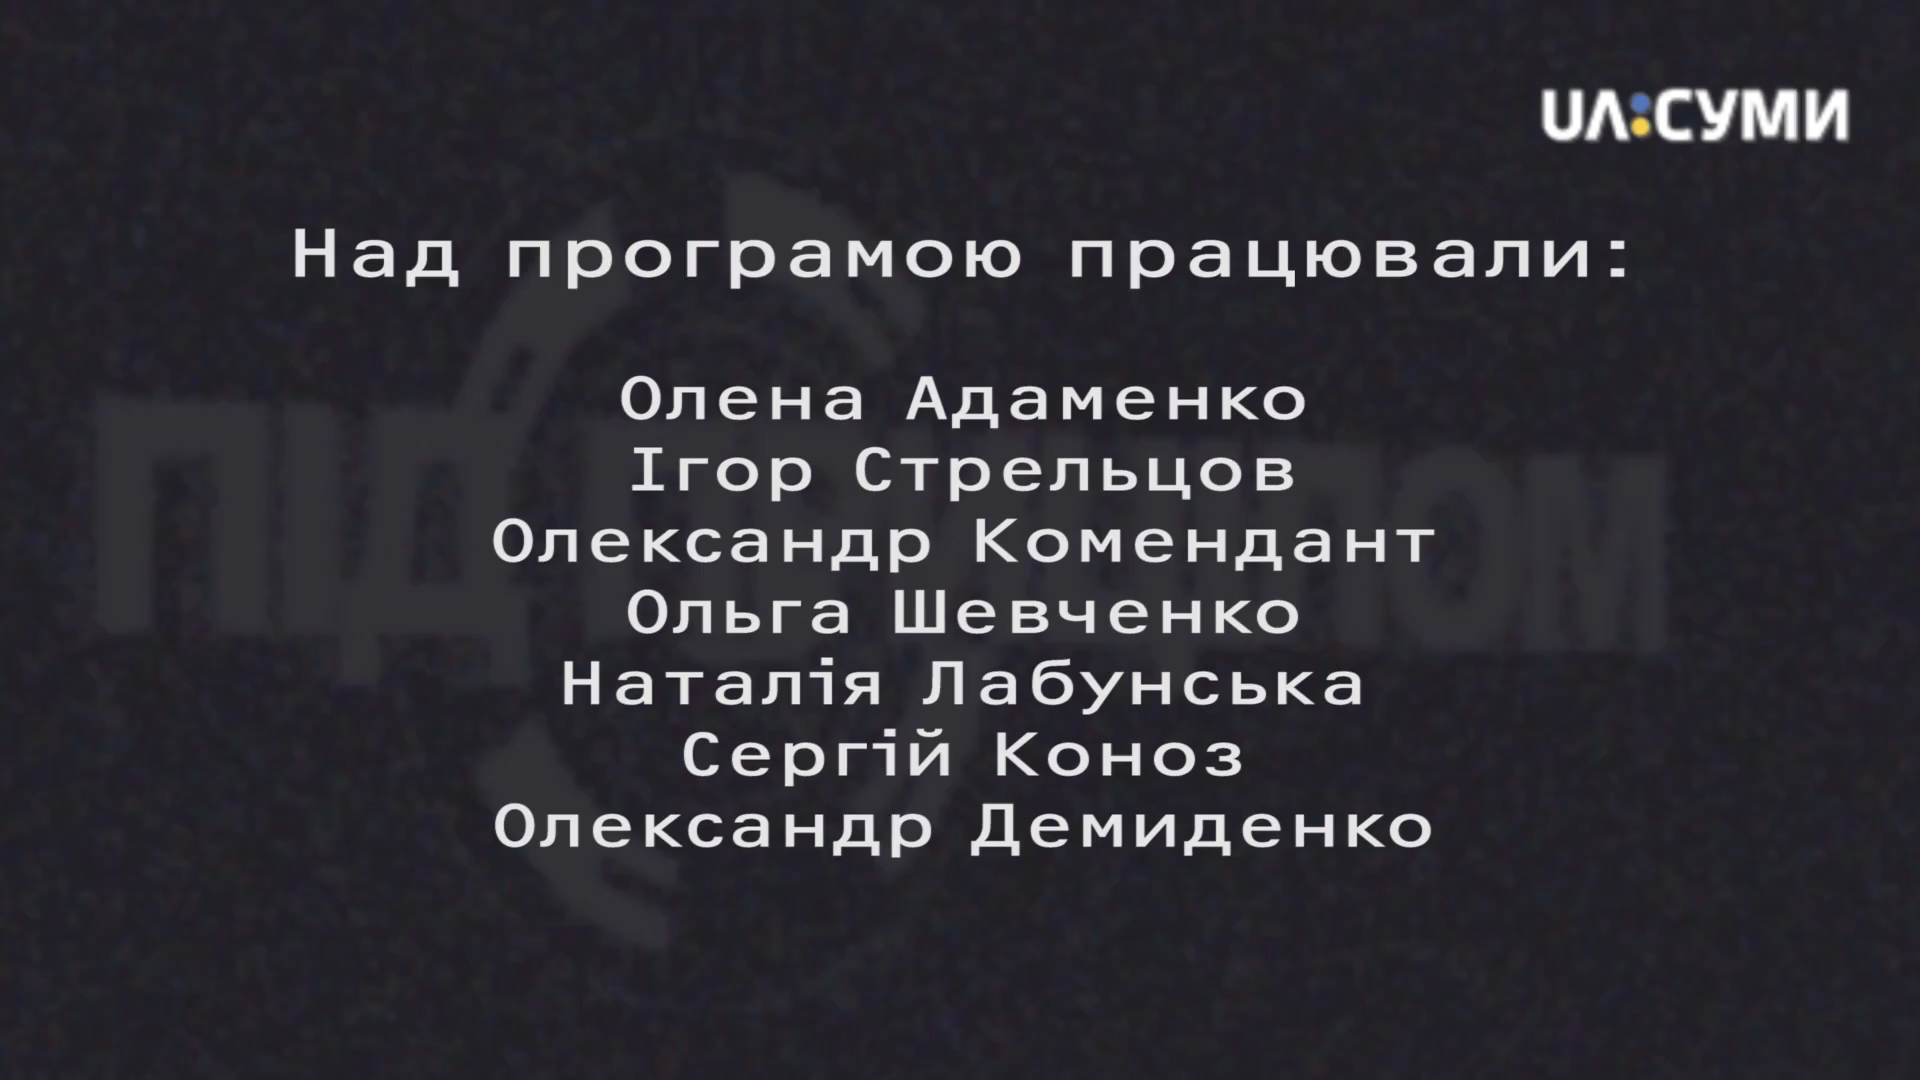 UA:СУМИ
Над програмою працювали:
Олена Адаменко
Ігор Стрельцов
Олександр Комендант
Ольга Шевченко
Наталія Лабунська
Сергій Коноз
Олександр Демиденко